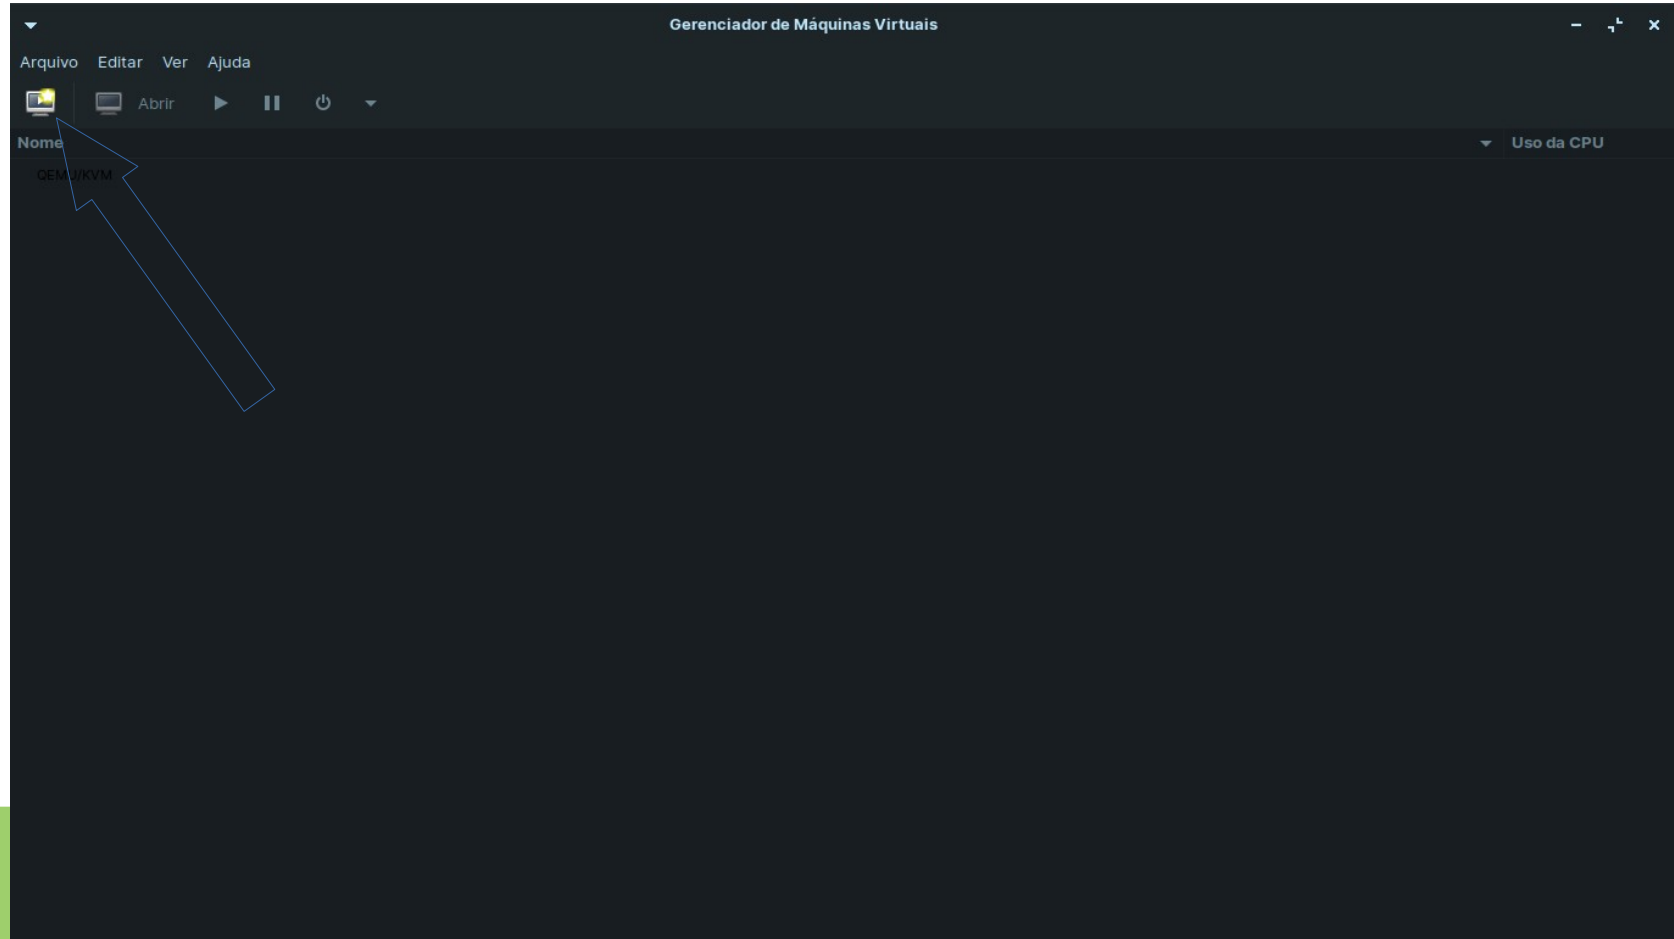 Gerenciador de Máquinas Virtuais
Arquivo Editar Ver Ajuda
Abrir
Nome Uso da CPU
QEMU/KVM